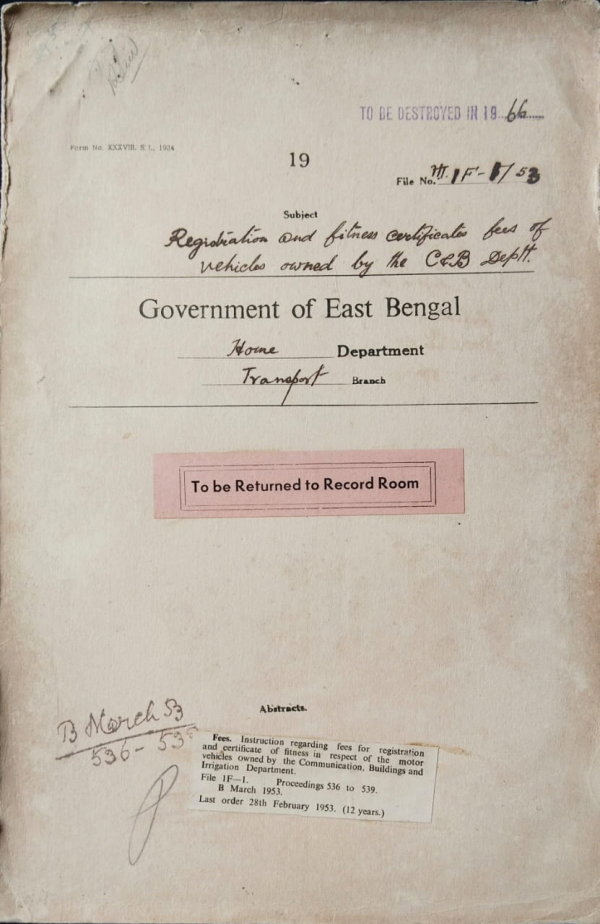 TO BE DESTROYED IN 19 66
Form No. XXXVIII. S 1., 1924
19
File No. 1F-1/53
Subject
Registration and fitness certificates fees of
vehicles owned by the C&B Deptt.
Government of East Bengal
Home Department
Transport Branch
To be Returned to Record Room
Abstracts.
B March 53
536-539
Fees. Instruction regarding fees for registration
and certificate of fitness in respect of the motor
vehicles owned by the Communication, Buildings and
Irrigation Department.
File 1F—1. Proceedings 536 to 539.
B March 1953.
Last order 28th February 1953. (12 years.)